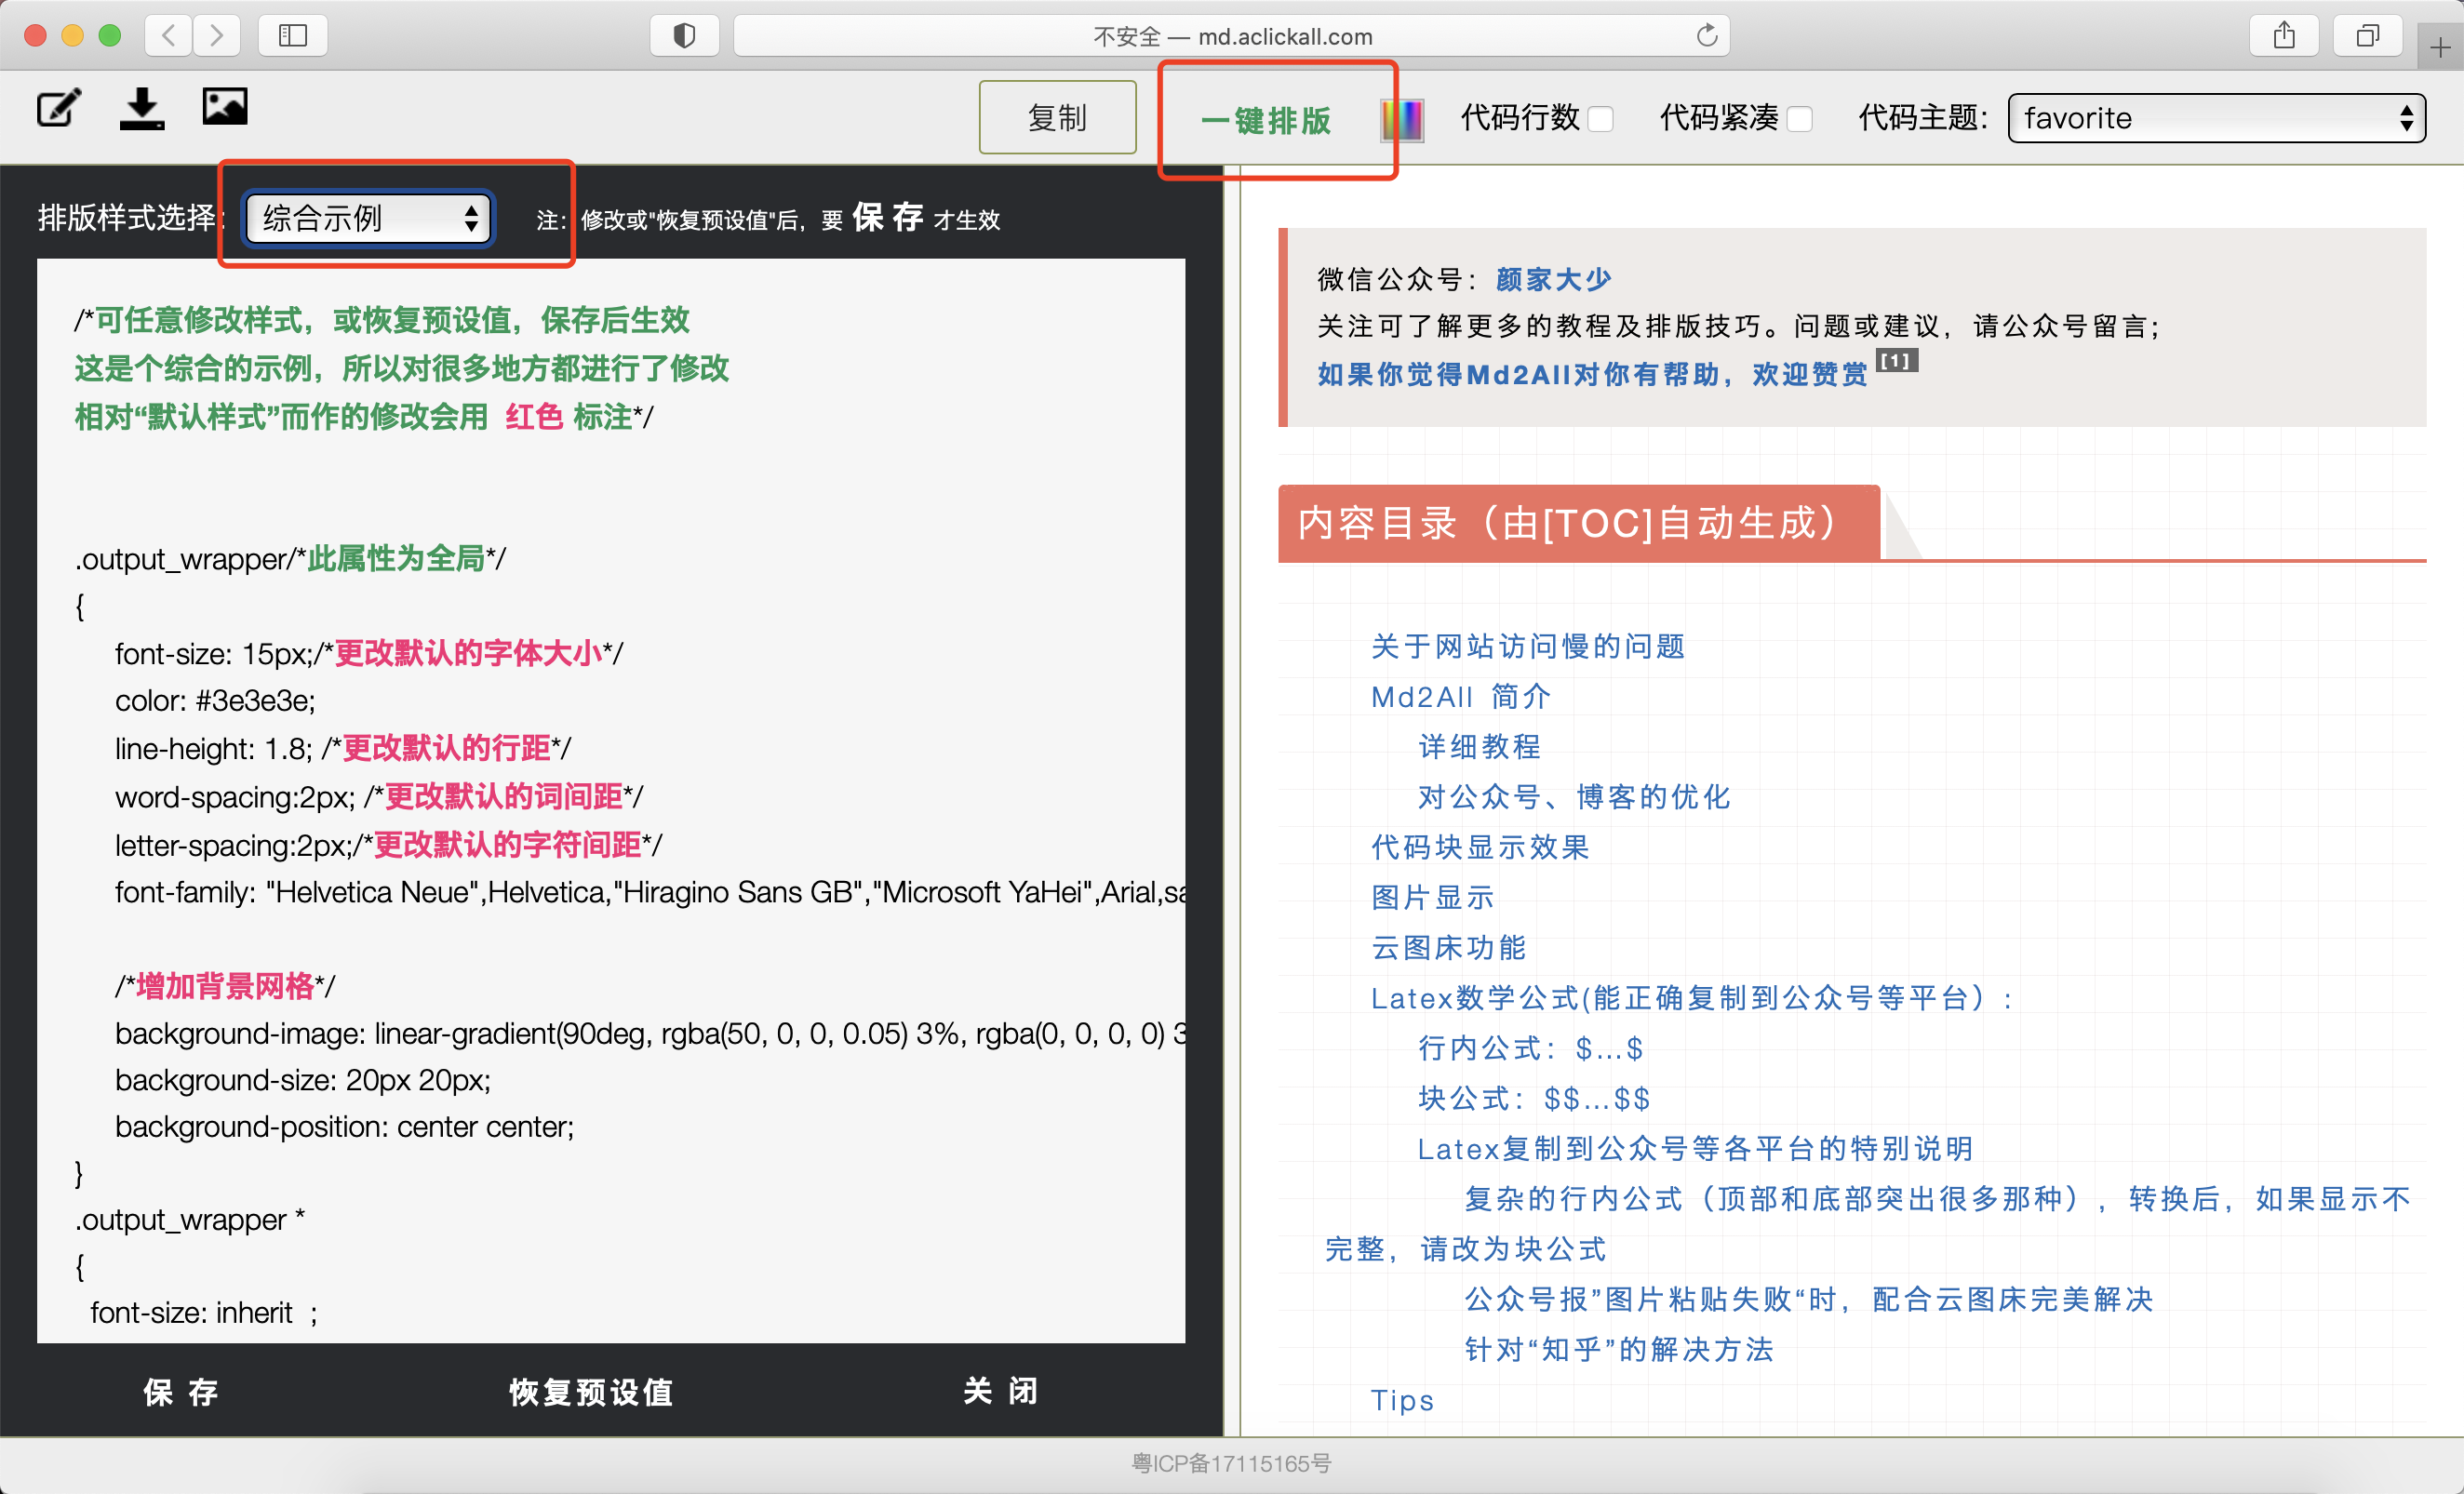 不安全 — md.aclickall.com
复制
一键排版
代码行数
代码紧凑
代码主题:
favorite
排版样式选择:
综合示例
注: 修改或"恢复预设值"后，要 保 存 才生效
/*可任意修改样式，或恢复预设值，保存后生效
这是个综合的示例，所以对很多地方都进行了修改
相对“默认样式”而作的修改会用 红色 标注*/
.output_wrapper/*此属性为全局*/
{
font-size: 15px;/*更改默认的字体大小*/
color: #3e3e3e;
line-height: 1.8; /*更改默认的行距*/
word-spacing:2px; /*更改默认的词间距*/
letter-spacing:2px;/*更改默认的字符间距*/
font-family: "Helvetica Neue",Helvetica,"Hiragino Sans GB","Microsoft YaHei",Arial,sa
/*增加背景网格*/
background-image: linear-gradient(90deg, rgba(50, 0, 0, 0.05) 3%, rgba(0, 0, 0, 0) 3
background-size: 20px 20px;
background-position: center center;
}
.output_wrapper *
{
font-size: inherit ;
保 存
恢复预设值
关 闭
微信公众号：颜家大少
关注可了解更多的教程及排版技巧。问题或建议，请公众号留言;
如果你觉得Md2All对你有帮助，欢迎赞赏[1]
内容目录（由[TOC]自动生成）
关于网站访问慢的问题
Md2All 简介
详细教程
对公众号、博客的优化
代码块显示效果
图片显示
云图床功能
Latex数学公式(能正确复制到公众号等平台）:
行内公式：$...$
块公式：$$...$$
Latex复制到公众号等各平台的特别说明
复杂的行内公式（顶部和底部突出很多那种），转换后，如果显示不
完整，请改为块公式
公众号报”图片粘贴失败“时，配合云图床完美解决
针对“知乎”的解决方法
Tips
粤ICP备17115165号